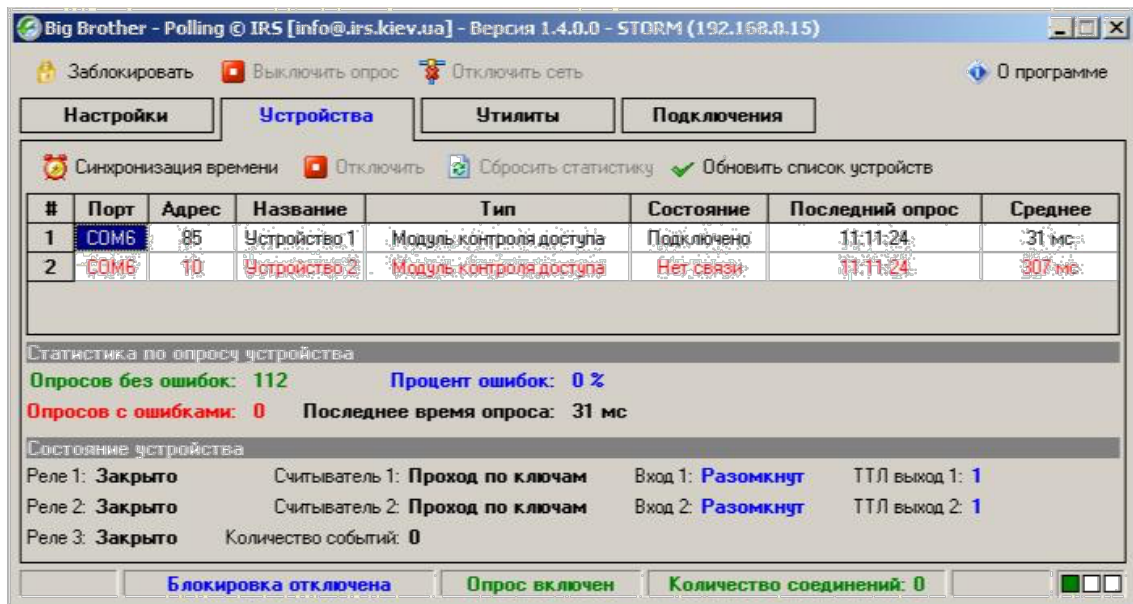 Big Brother - Polling © IRS [info@.irs.kiev.ua] - Версия 1.4.0.0 - STORM (192.168.0.15)
Заблокировать Выключить опрос Отключить сеть О программе
Настройки Устройства Утилиты Подключения
Синхронизация времени Отключить Сбросить статистику Обновить список устройств
# Порт Адрес Название Тип Состояние Последний опрос Среднее
1 COM6 85 Устройство 1 Модуль контроля доступа Подключено 11:11:24 31 мс
2 COM6 10 Устройство 2 Модуль контроля доступа Нет связи 11:11:24 307 мс
Статистика по опросу устройства
Опросов без ошибок: 112 Процент ошибок: 0 %
Опросов с ошибками: 0 Последнее время опроса: 31 мс
Состояние устройства
Реле 1: Закрыто Считыватель 1: Проход по ключам Вход 1: Разомкнут ТТЛ выход 1: 1
Реле 2: Закрыто Считыватель 2: Проход по ключам Вход 2: Разомкнут ТТЛ выход 2: 1
Реле 3: Закрыто Количество событий: 0
Блокировка отключена Опрос включен Количество соединений: 0